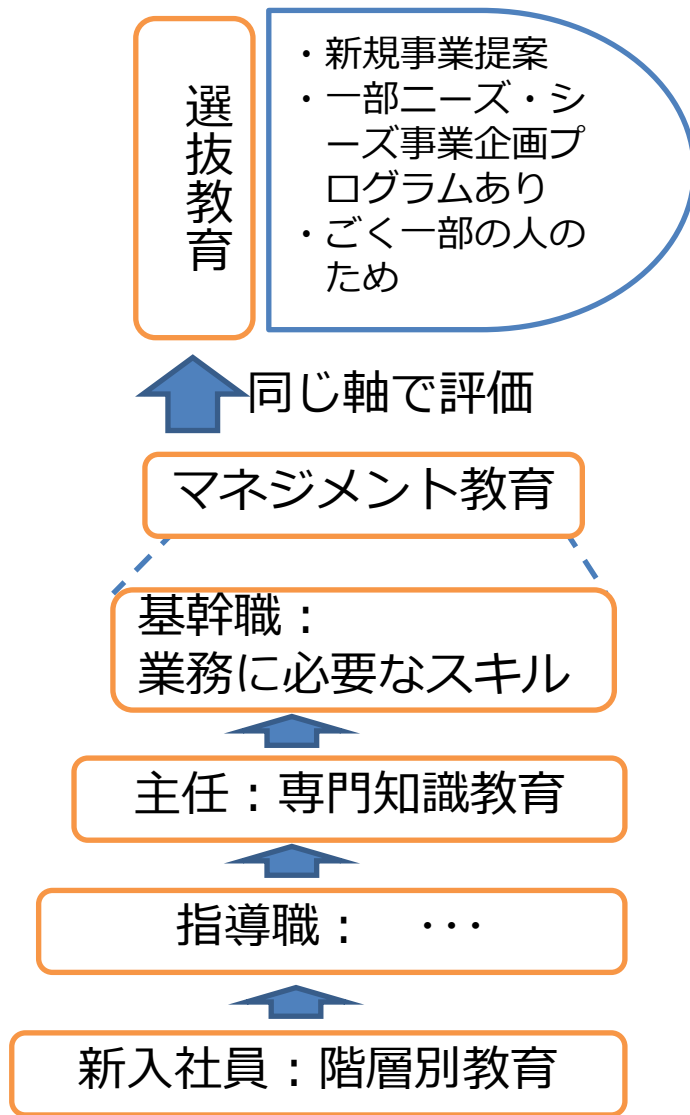 選抜教育
・新規事業提案
・一部ニーズ・シ
ーズ事業企画プ
ログラムあり
・ごく一部の人の
ため
同じ軸で評価
マネジメント教育
基幹職：
業務に必要なスキル
主任：専門知識教育
指導職：　・・・
新入社員：階層別教育